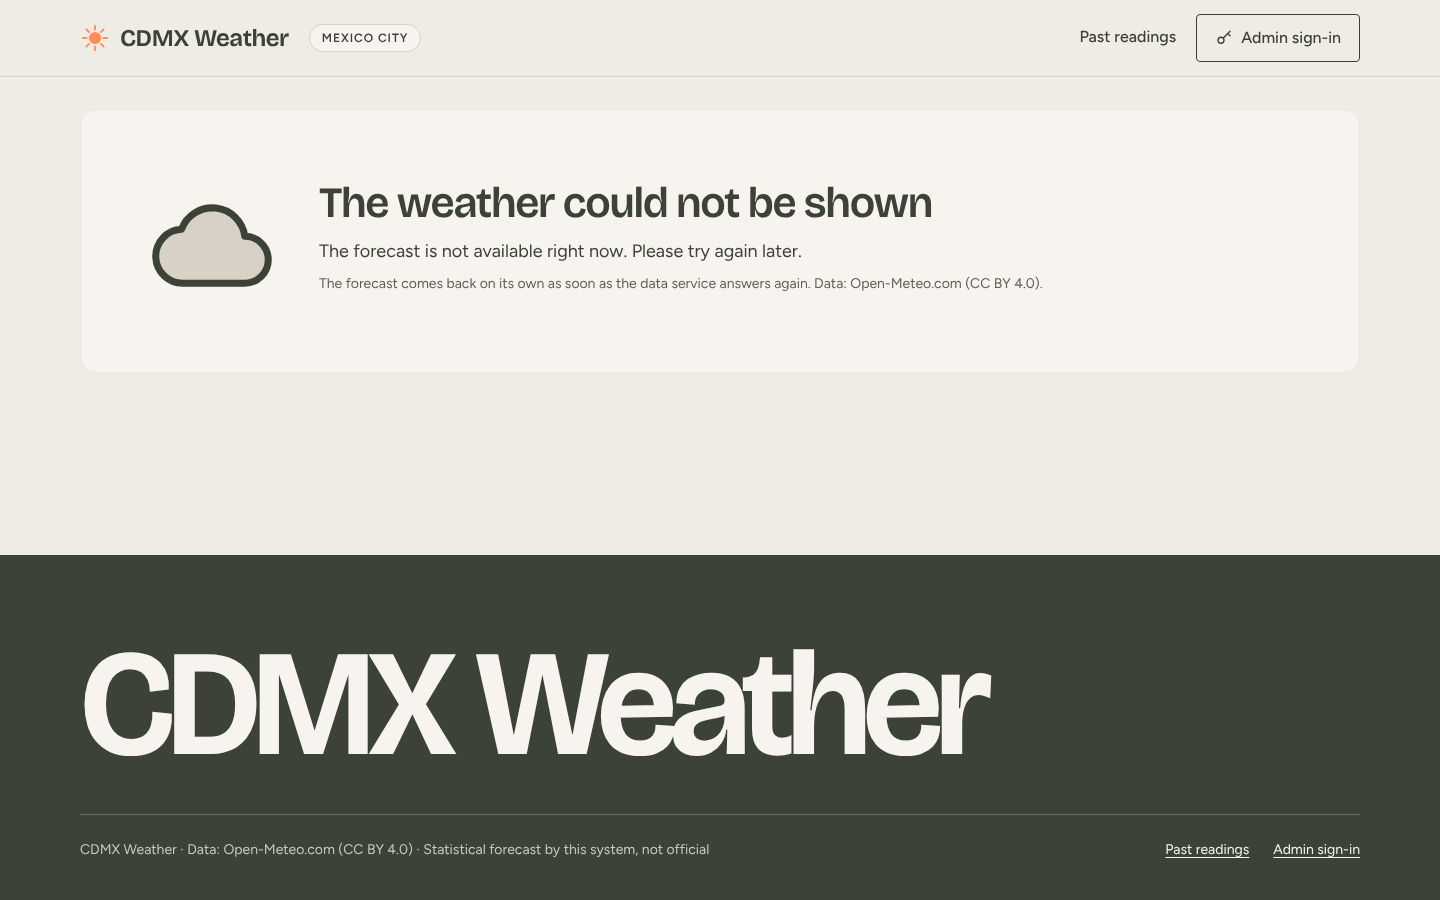 CDMX Weather
MEXICO CITY
Past readings
Admin sign-in
The weather could not be shown
The forecast is not available right now. Please try again later.
The forecast comes back on its own as soon as the data service answers again. Data: Open-Meteo.com (CC BY 4.0).
CDMX Weather
CDMX Weather · Data: Open-Meteo.com (CC BY 4.0) · Statistical forecast by this system, not official
Past readings
Admin sign-in